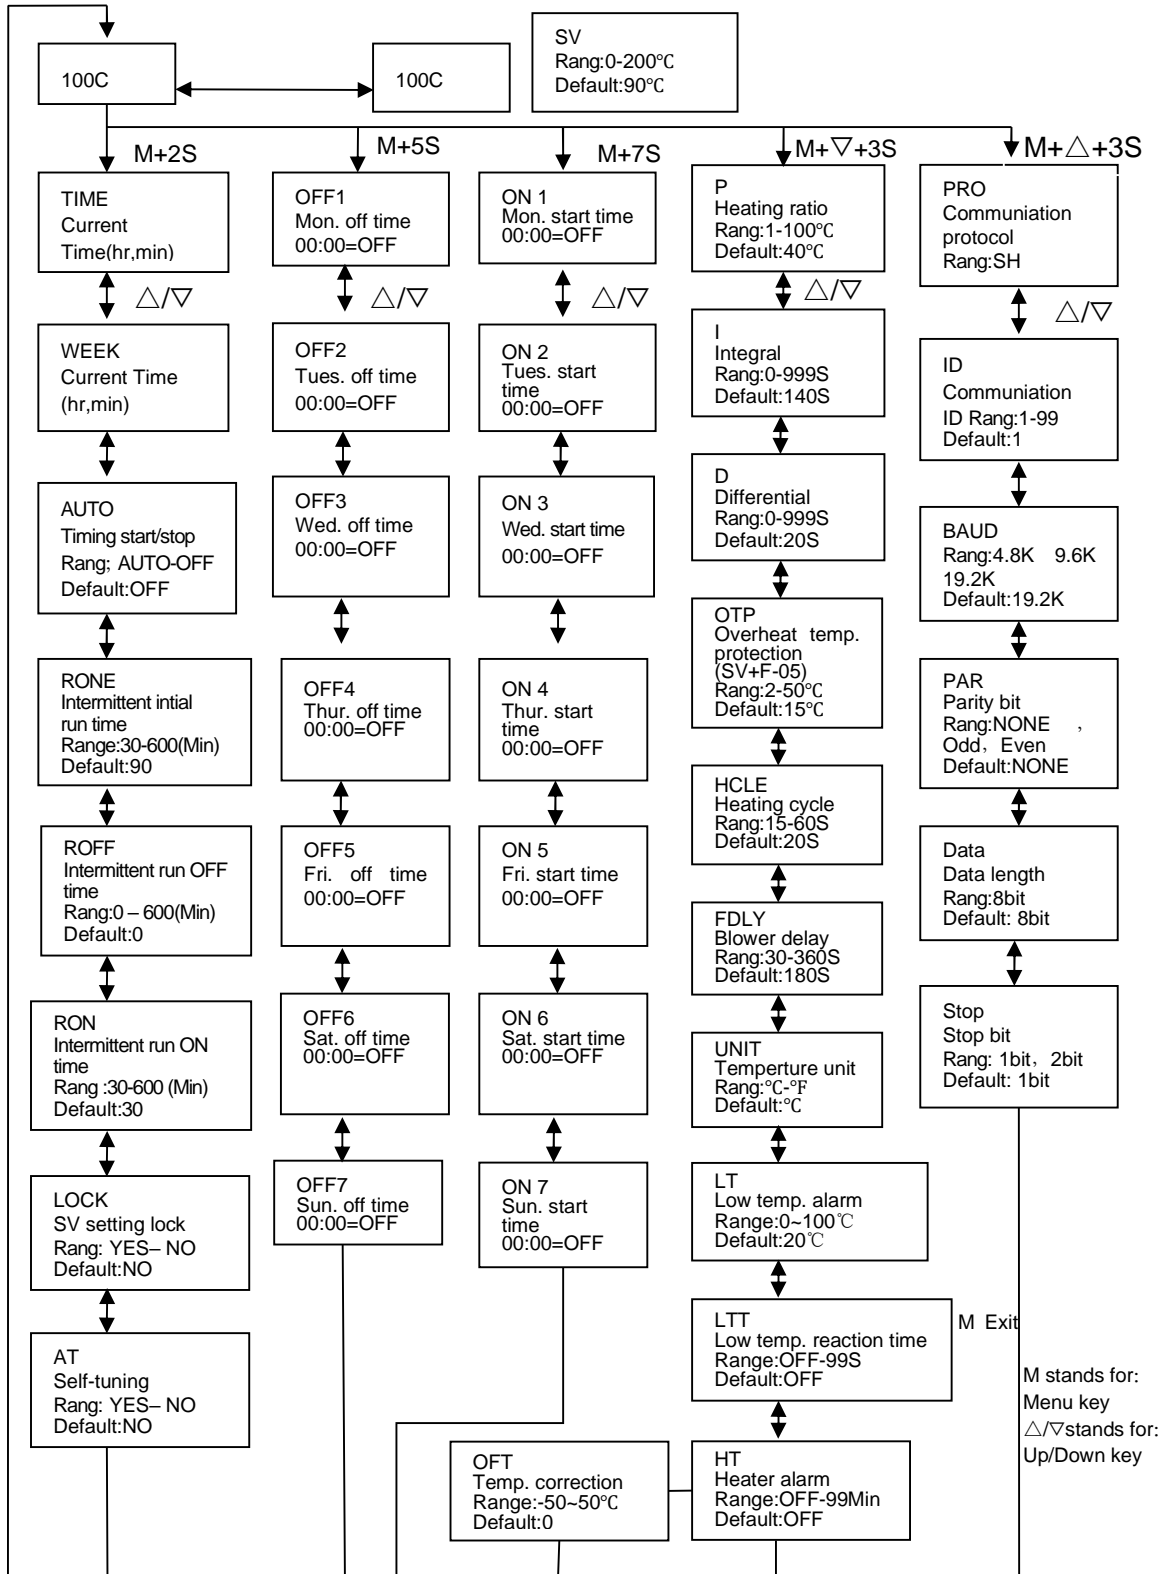 100C
100C
SV
Rang:0-200℃
Default:90℃
M+2S
M+5S
M+7S
M+▽+3S
M+△+3S
TIME
Current
Time(hr,min)
△/▽
WEEK
Current Time
(hr,min)
AUTO
Timing start/stop
Rang; AUTO-OFF
Default:OFF
RONE
Intermittent intial
run time
Range:30-600(Min)
Default:90
ROFF
Intermittent run OFF
time
Rang:0 – 600(Min)
Default:0
RON
Intermittent run ON
time
Rang :30-600 (Min)
Default:30
LOCK
SV setting lock
Rang: YES– NO
Default:NO
AT
Self-tuning
Rang: YES– NO
Default:NO
OFF1
Mon. off time
00:00=OFF
△/▽
OFF2
Tues. off time
00:00=OFF
OFF3
Wed. off time
00:00=OFF
OFF4
Thur. off time
00:00=OFF
OFF5
Fri. off time
00:00=OFF
OFF6
Sat. off time
00:00=OFF
OFF7
Sun. off time
00:00=OFF
ON 1
Mon. start time
00:00=OFF
△/▽
ON 2
Tues. start
time
00:00=OFF
ON 3
Wed. start time
00:00=OFF
ON 4
Thur. start
time
00:00=OFF
ON 5
Fri. start time
00:00=OFF
ON 6
Sat. start time
00:00=OFF
ON 7
Sun. start
time
00:00=OFF
P
Heating ratio
Rang:1-100℃
Default:40℃
△/▽
I
Integral
Rang:0-999S
Default:140S
D
Differential
Rang:0-999S
Default:20S
OTP
Overheat temp.
protection
(SV+F-05)
Rang:2-50℃
Default:15℃
HCLE
Heating cycle
Rang:15-60S
Default:20S
FDLY
Blower delay
Rang:30-360S
Default:180S
UNIT
Temperture unit
Rang:℃-℉
Default:℃
LT
Low temp. alarm
Range:0~100℃
Default:20℃
LTT
Low temp. reaction time
Range:OFF-99S
Default:OFF
HT
Heater alarm
Range:OFF-99Min
Default:OFF
OFT
Temp. correction
Range:-50~50℃
Default:0
PRO
Communiation
protocol
Rang:SH
△/▽
ID
Communiation
ID Rang:1-99
Default:1
BAUD
Rang:4.8K 9.6K
19.2K
Default:19.2K
PAR
Parity bit
Rang:NONE ,
Odd, Even
Default:NONE
Data
Data length
Rang:8bit
Default: 8bit
Stop
Stop bit
Rang: 1bit, 2bit
Default: 1bit
M Exit
M stands for:
Menu key
△/▽stands for:
Up/Down key